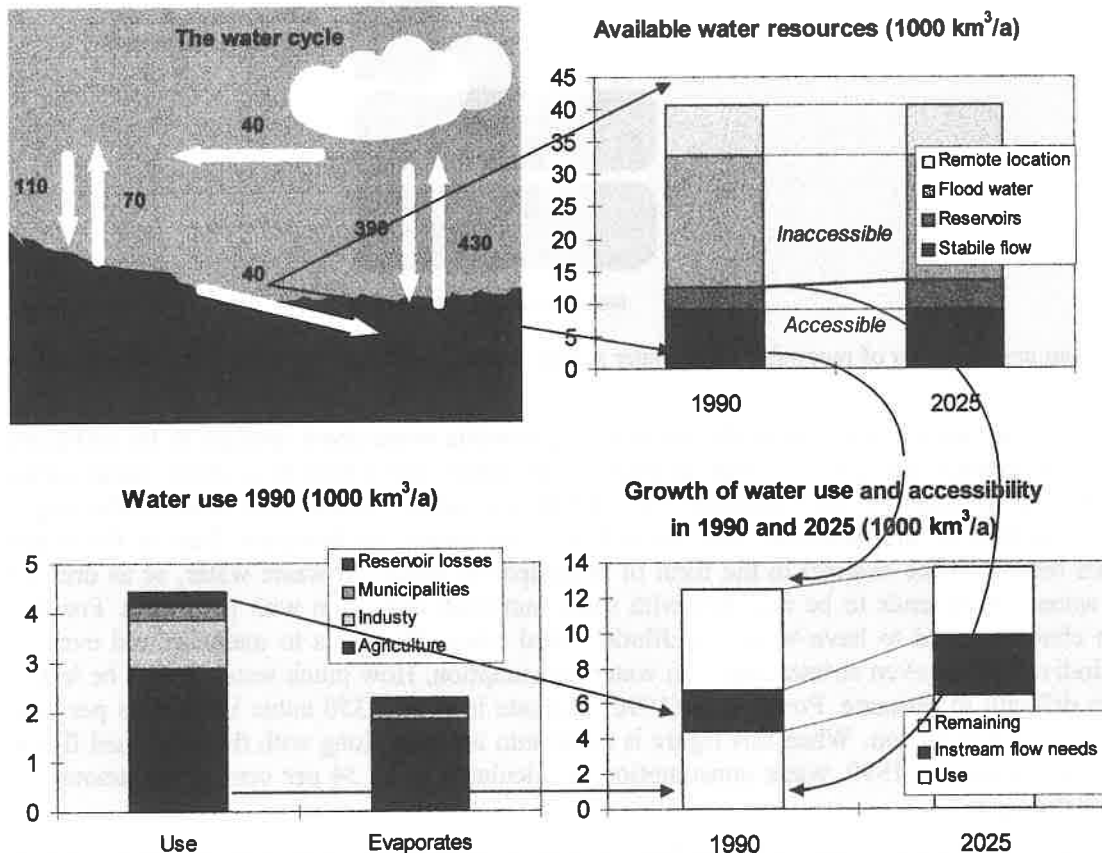 The water cycle
40
110
70
390
430
40
Available water resources (1000 km³/a)
45
40
35
30
25
20
15
10
5
0
Remote location
Flood water
Reservoirs
Stabile flow
Inaccessible
Accessible
1990
2025
Water use 1990 (1000 km³/a)
5
4
3
2
1
0
Reservoir losses
Municipalities
Industy
Agriculture
Use
Evaporates
Growth of water use and accessibility
in 1990 and 2025 (1000 km³/a)
14
12
10
8
6
4
2
0
Remaining
Instream flow needs
Use
1990
2025